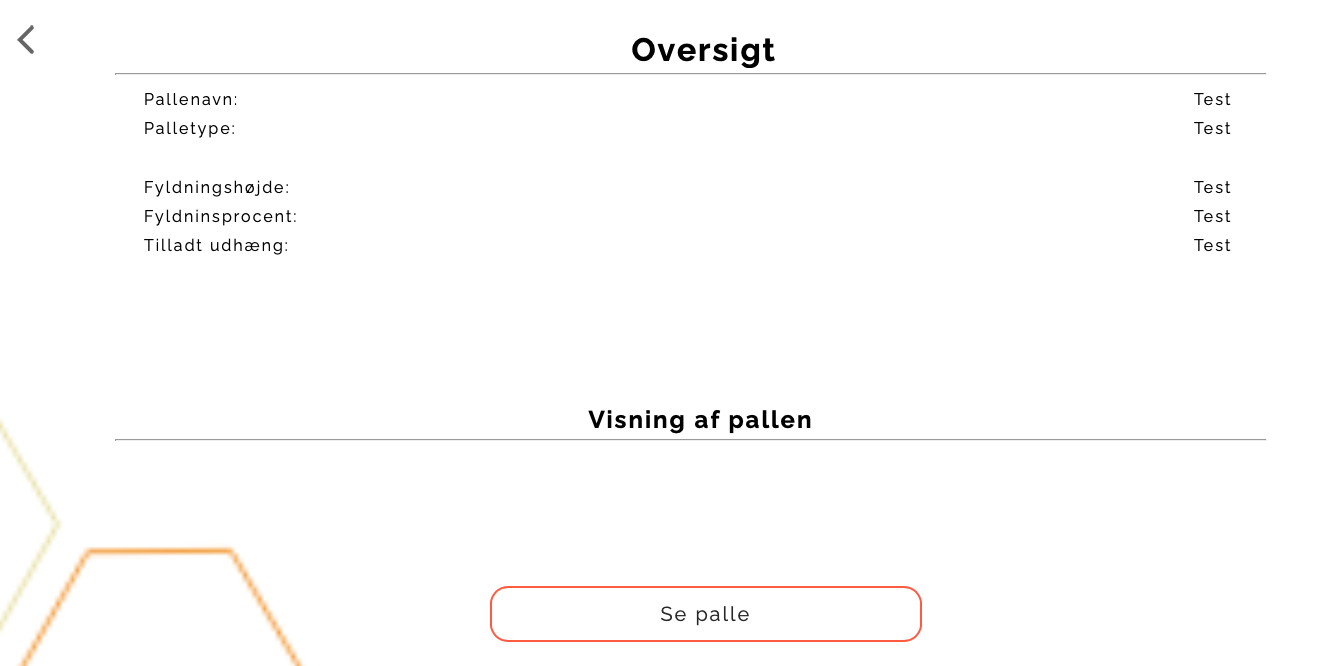 Oversigt
Pallenavn: Test
Palletype: Test
Fyldningshøjde: Test
Fyldninsprocent: Test
Tilladt udhæng: Test
Visning af pallen
Se palle